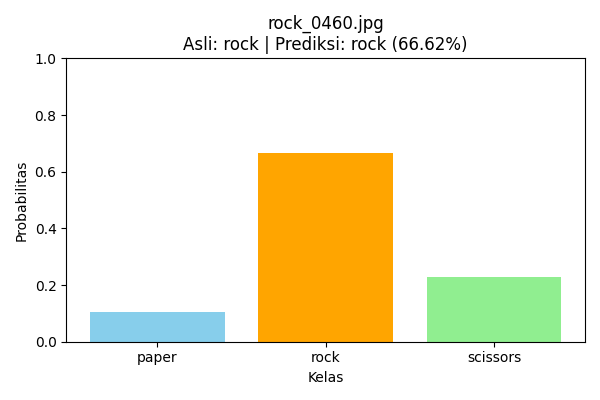 rock_0460.jpg
Asli: rock | Prediksi: rock (66.62%)
1.0
0.8
0.6
0.4
0.2
0.0
Probabilitas
paper rock scissors
Kelas